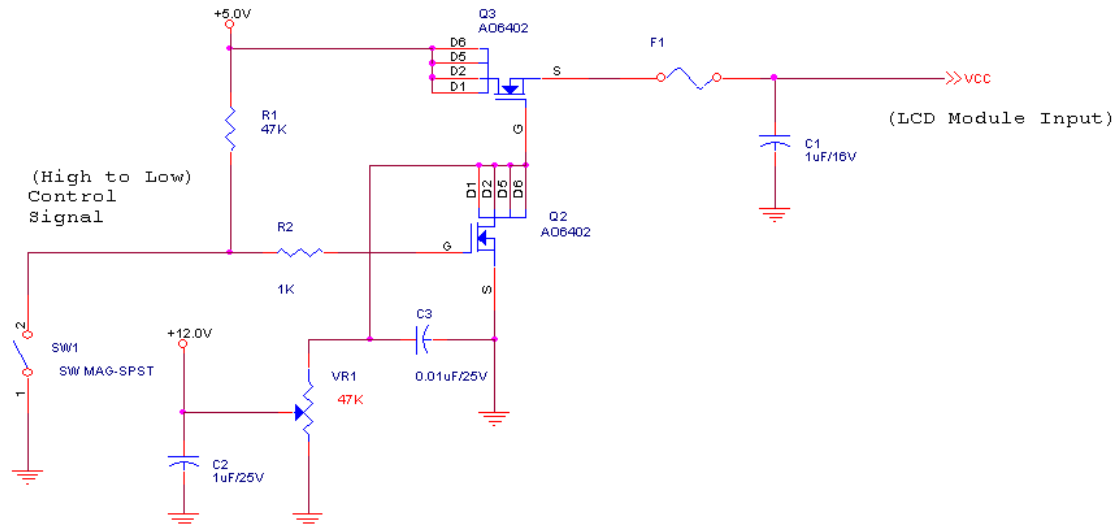 +5.0V
Q3
AO6402
D6
D5
D2
D1
S
G
F1
VCC
(LCD Module Input)
R1
47K
C1
1uF/16V
(High to Low)
Control
Signal
D1
D2
D5
D6
Q2
AO6402
R2
1K
G
S
2
1
SW1
SW MAG-SPST
+12.0V
C3
0.01uF/25V
VR1
47K
C2
1uF/25V